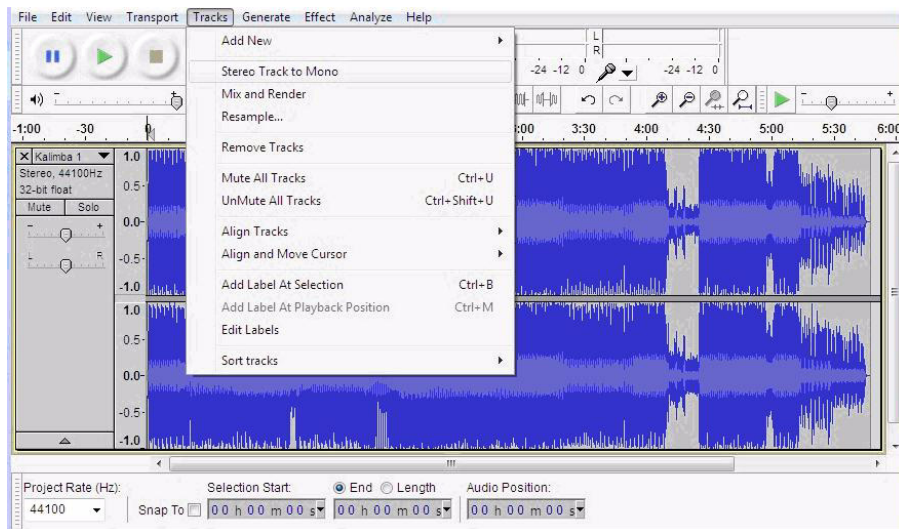 File Edit View Transport Tracks Generate Effect Analyze Help
Add New
Stereo Track to Mono
Mix and Render
Resample...
Remove Tracks
Mute All Tracks Ctrl+U
UnMute All Tracks Ctrl+Shift+U
Align Tracks
Align and Move Cursor
Add Label At Selection Ctrl+B
Add Label At Playback Position Ctrl+M
Edit Labels
Sort tracks
L
R
-24 -12 0 -24 -12 0
-1:00 -30 3:30 4:00 4:30 5:00 5:30 6:00
X Kalimba 1
Stereo, 44100Hz
32-bit float
Mute Solo
- +
L R
1.0
0.5-
0.0-
-0.5-
-1.0
1.0
0.5-
0.0-
-0.5-
-1.0
Project Rate (Hz): Selection Start: End Length Audio Position:
44100 Snap To 00 h 00 m 00 s 00 h 00 m 00 s 00 h 00 m 00 s